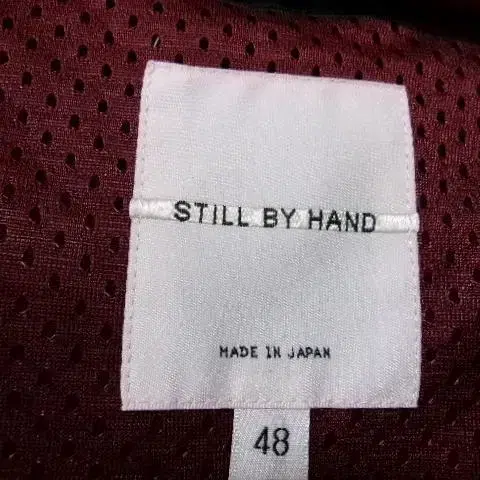 STILL BY HAND
MADE IN JAPAN
48